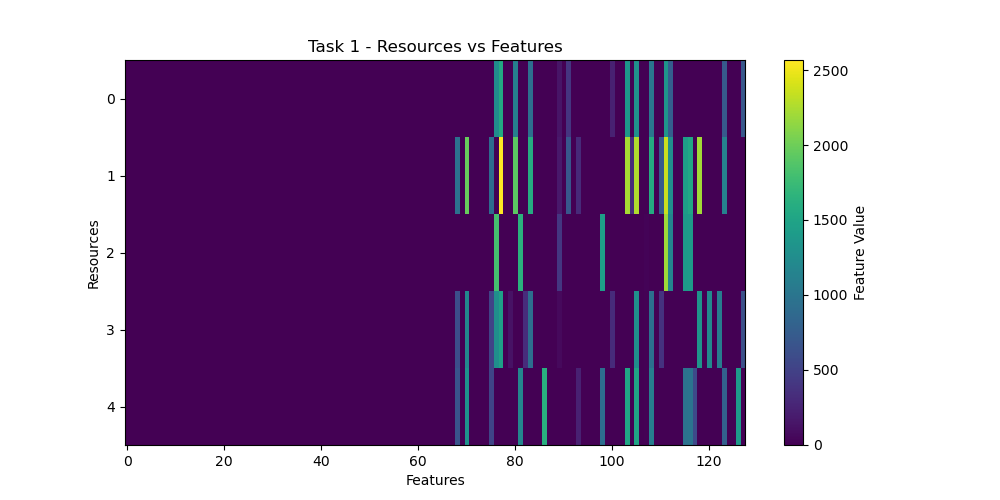 Task 1 - Resources vs Features
0
1
2
3
4
Resources
0 20 40 60 80 100 120
Features
2500
2000
1500
1000
500
0
Feature Value